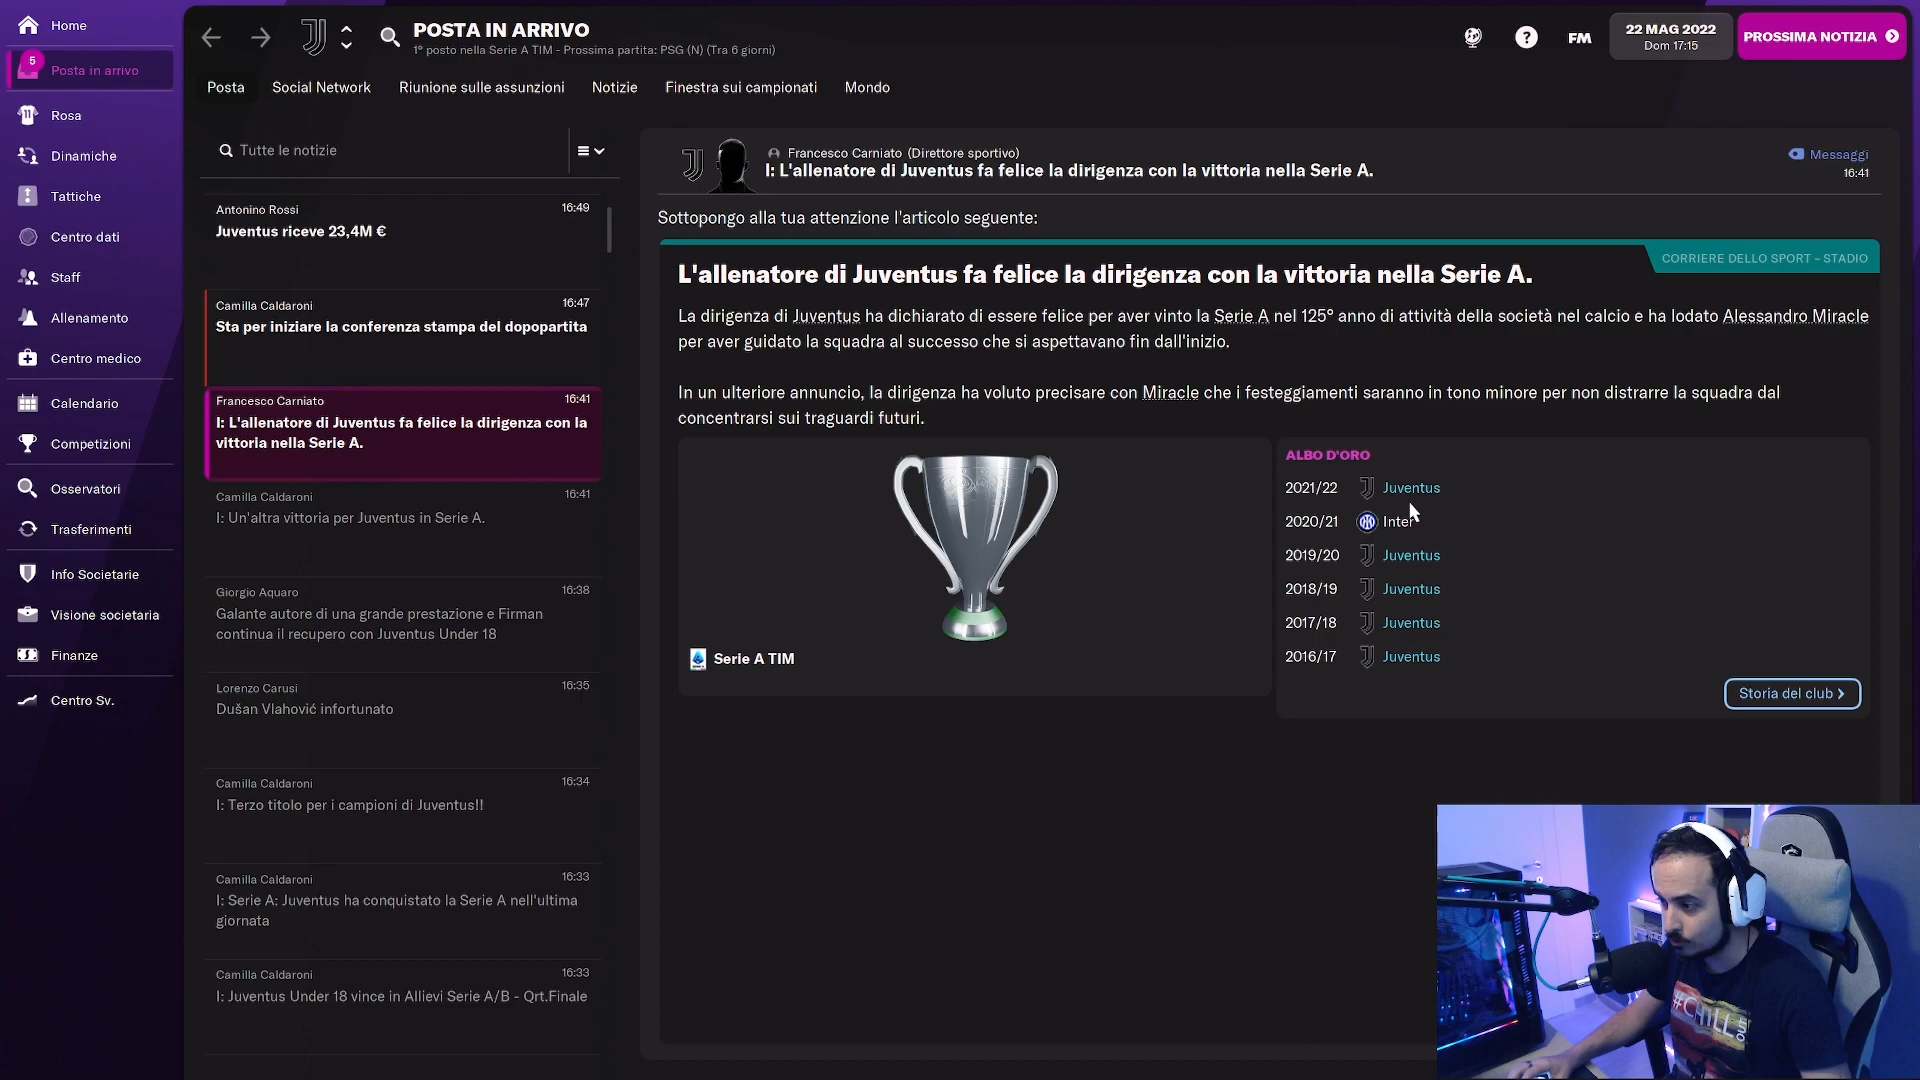 Home
5
Posta in arrivo
Rosa
Dinamiche
Tattiche
Centro dati
Staff
Allenamento
Centro medico
Calendario
Competizioni
Osservatori
Trasferimenti
Info Societarie
Visione societaria
Finanze
Centro Sv.
POSTA IN ARRIVO
1° posto nella Serie A TIM - Prossima partita: PSG (N) (Tra 6 giorni)
?
FM
22 MAG 2022
Dom 17:15
PROSSIMA NOTIZIA
Posta
Social Network
Riunione sulle assunzioni
Notizie
Finestra sui campionati
Mondo
Tutte le notizie
Antonino Rossi
16:49
Juventus riceve 23,4M €
Camilla Caldaroni
16:47
Sta per iniziare la conferenza stampa del dopopartita
Francesco Carniato
16:41
I: L'allenatore di Juventus fa felice la dirigenza con la
vittoria nella Serie A.
Camilla Caldaroni
16:41
I: Un'altra vittoria per Juventus in Serie A.
Giorgio Aquaro
16:38
Galante autore di una grande prestazione e Firman
continua il recupero con Juventus Under 18
Lorenzo Carusi
16:35
Dušan Vlahović infortunato
Camilla Caldaroni
16:34
I: Terzo titolo per i campioni di Juventus!!
Camilla Caldaroni
16:33
I: Serie A: Juventus ha conquistato la Serie A nell'ultima
giornata
Camilla Caldaroni
16:33
I: Juventus Under 18 vince in Allievi Serie A/B - Qrt.Finale
Francesco Carniato (Direttore sportivo)
I: L'allenatore di Juventus fa felice la dirigenza con la vittoria nella Serie A.
Messaggi
16:41
Sottopongo alla tua attenzione l'articolo seguente:
CORRIERE DELLO SPORT - STADIO
L'allenatore di Juventus fa felice la dirigenza con la vittoria nella Serie A.
La dirigenza di Juventus ha dichiarato di essere felice per aver vinto la Serie A nel 125° anno di attività della società nel calcio e ha lodato Alessandro Miracle
per aver guidato la squadra al successo che si aspettavano fin dall'inizio.
In un ulteriore annuncio, la dirigenza ha voluto precisare con Miracle che i festeggiamenti saranno in tono minore per non distrarre la squadra dal
concentrarsi sui traguardi futuri.
Serie A TIM
ALBO D'ORO
2021/22 Juventus
2020/21 Inter
2019/20 Juventus
2018/19 Juventus
2017/18 Juventus
2016/17 Juventus
Storia del club
#CHILL
OUT